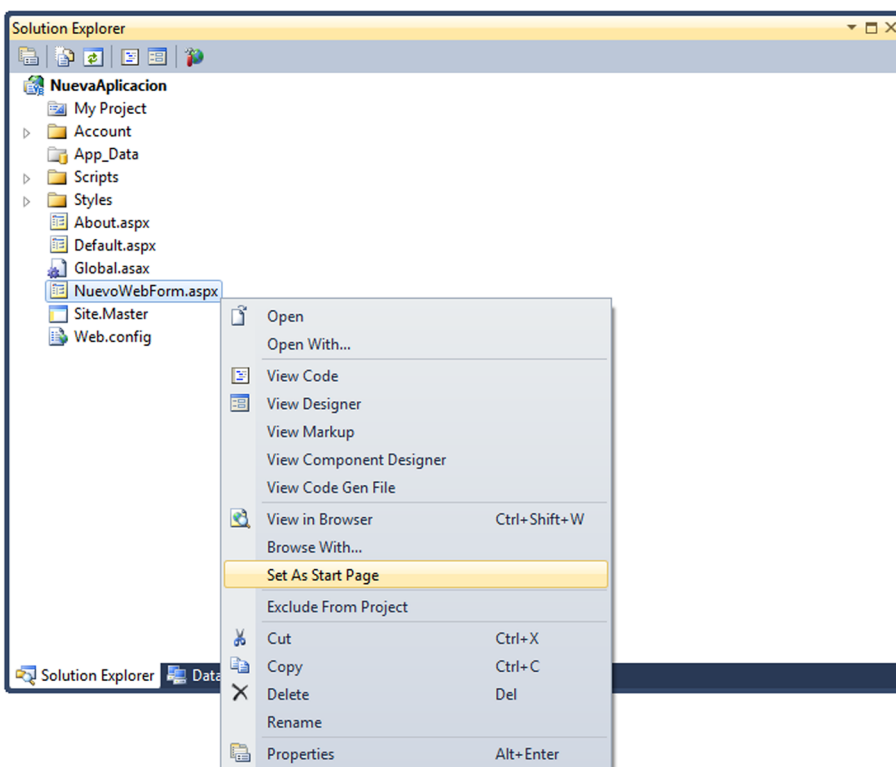 Solution Explorer
NuevaAplicacion
My Project
Account
App_Data
Scripts
Styles
About.aspx
Default.aspx
Global.asax
NuevoWebForm.aspx
Site.Master
Web.config
Open
Open With...
View Code
View Designer
View Markup
View Component Designer
View Code Gen File
View in Browser Ctrl+Shift+W
Browse With...
Set As Start Page
Exclude From Project
Cut Ctrl+X
Copy Ctrl+C
Delete Del
Rename
Properties Alt+Enter
Solution Explorer Data